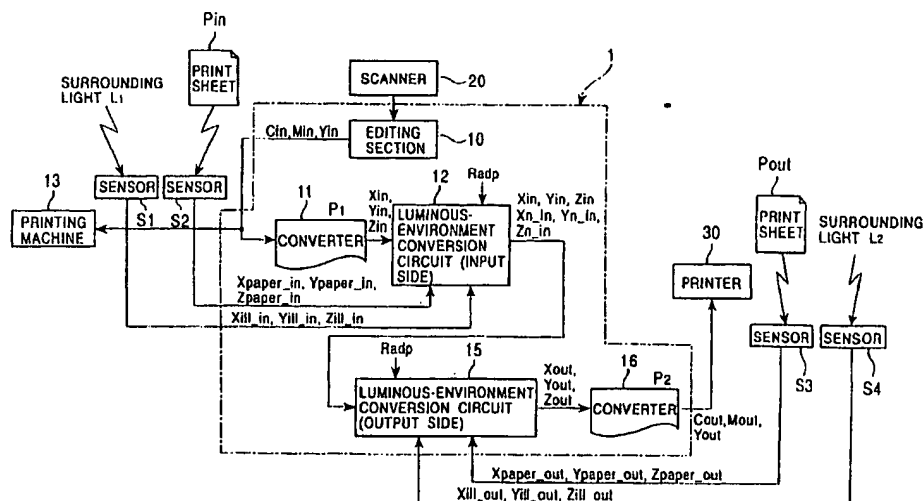 Pin
PRINT
SHEET
SURROUNDING
LIGHT L1
SCANNER
20
1
EDITING
SECTION
10
Cin,Min,Yin
13
PRINTING
MACHINE
SENSOR
S1
SENSOR
S2
11
P1
CONVERTER
Xin,
Yin,
Zin
12
Radp
LUMINOUS-
ENVIRONMENT
CONVERSION
CIRCUIT (INPUT
SIDE)
Xin, Yin, Zin
Xn_in, Yn_in,
Zn_in
Xpaper_in, Ypaper_in,
Zpaper_in
Xill_in, Yill_in, Zill_in
Pout
PRINT
SHEET
SURROUNDING
LIGHT L2
30
PRINTER
SENSOR
S3
SENSOR
S4
Radp
15
LUMINOUS-ENVIRONMENT
CONVERSION CIRCUIT
(OUTPUT SIDE)
Xout,
Yout,
Zout
16
P2
CONVERTER
Cout,Mout,
Yout
Xpaper_out, Ypaper_out, Zpaper_out
Xill_out, Yill_out, Zill_out